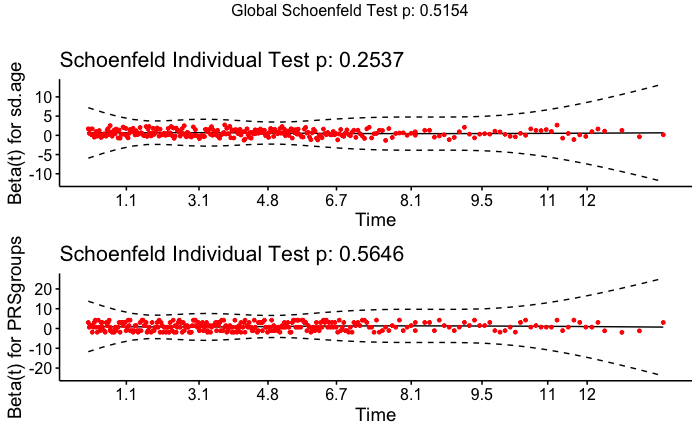 Global Schoenfeld Test p: 0.5154
Schoenfeld Individual Test p: 0.2537
Beta(t) for sd.age
10
5
0
-5
-10
1.1 3.1 4.8 6.7 8.1 9.5 11 12
Time
Schoenfeld Individual Test p: 0.5646
Beta(t) for PRSgroups
20
10
0
-10
-20
1.1 3.1 4.8 6.7 8.1 9.5 11 12
Time